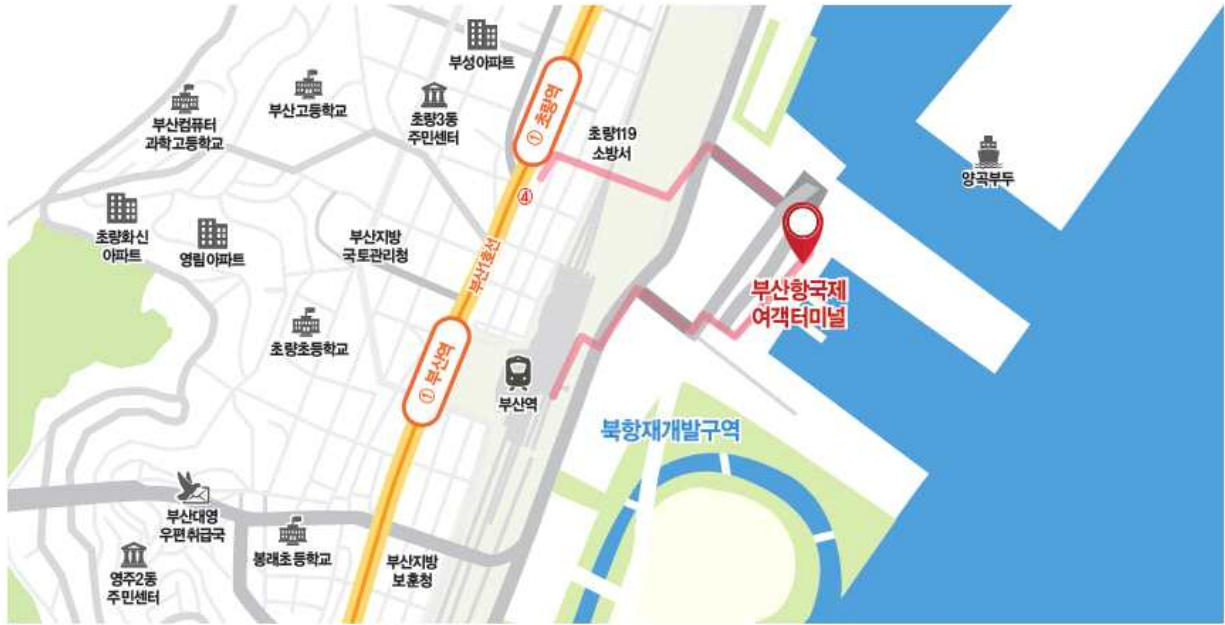 부성아파트
부산고등학교
부산컴퓨터
과학고등학교
초량3동
주민센터
① 초량역
초량119
소방서
양곡부두
④
초량화신
아파트
영림아파트
부산지방
국토관리청
부산1호선
부산항국제
여객터미널
초량초등학교
① 부산역
부산역
북항재개발구역
부산대영
우편취급국
봉래초등학교
부산지방
보훈청
영주2동
주민센터